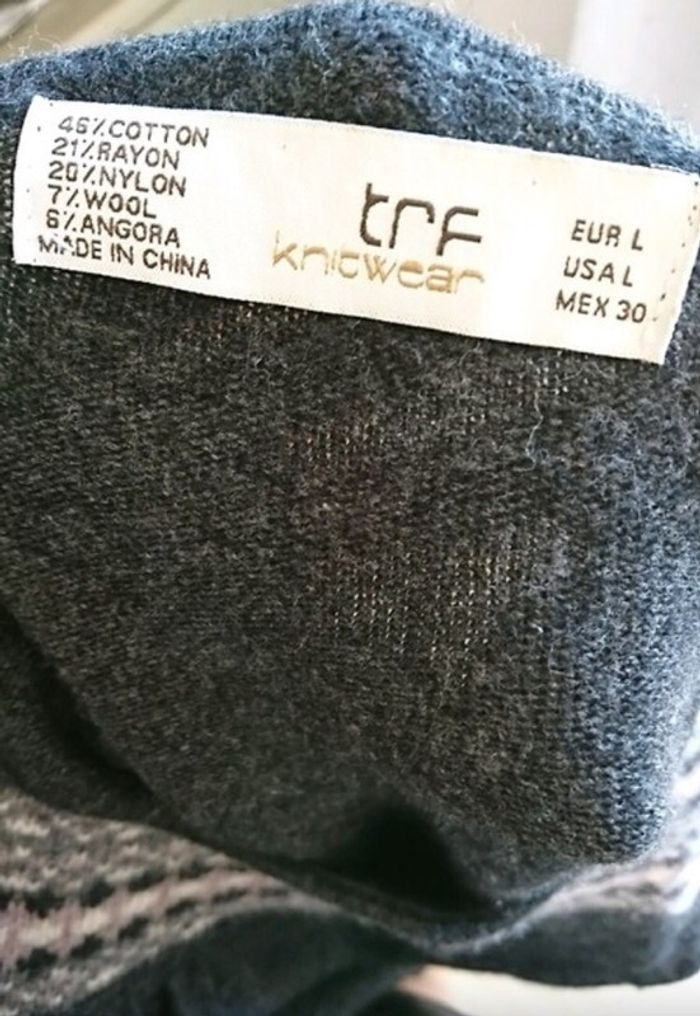 46%COTTON
21%RAYON
20%NYLON
7%WOOL
6%ANGORA
MADE IN CHINA
trf
knitwear
EUR L
USA L
MEX 30